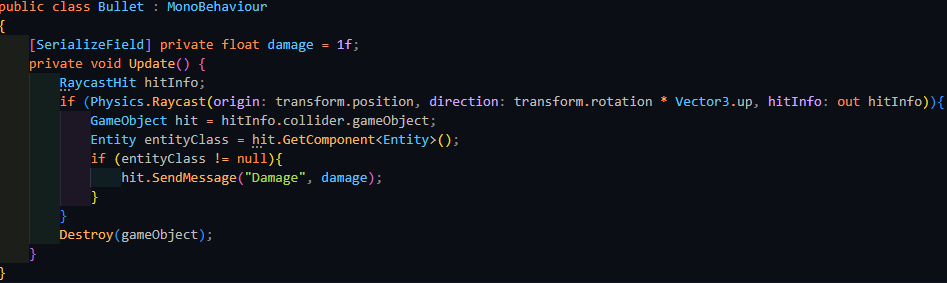 public class Bullet : MonoBehaviour
{
    [SerializeField] private float damage = 1f;
    private void Update() {
        RaycastHit hitInfo;
        if (Physics.Raycast(origin: transform.position, direction: transform.rotation * Vector3.up, hitInfo: out hitInfo)){
            GameObject hit = hitInfo.collider.gameObject;
            Entity entityClass = hit.GetComponent<Entity>();
            if (entityClass != null){
                hit.SendMessage("Damage", damage);
            }
        }
        Destroy(gameObject);
    }
}